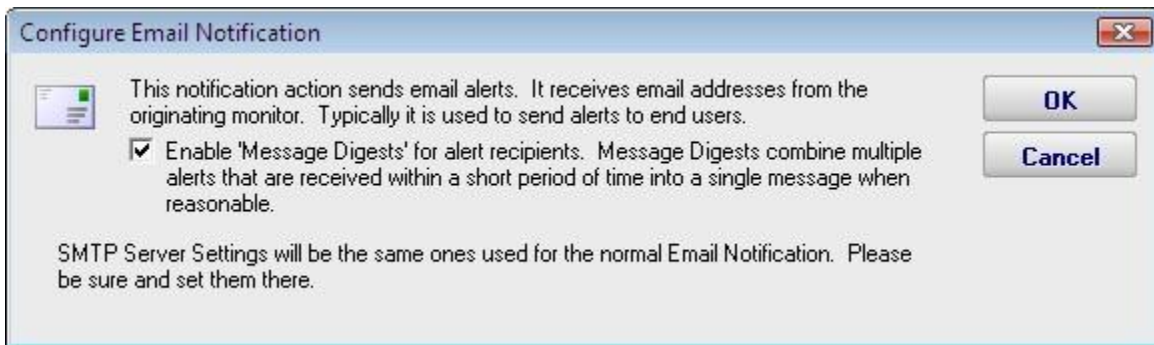 Configure Email Notification
This notification action sends email alerts.  It receives email addresses from the
originating monitor.  Typically it is used to send alerts to end users.
OK
Enable 'Message Digests' for alert recipients.  Message Digests combine multiple
alerts that are received within a short period of time into a single message when
reasonable.
Cancel
SMTP Server Settings will be the same ones used for the normal Email Notification.  Please
be sure and set them there.